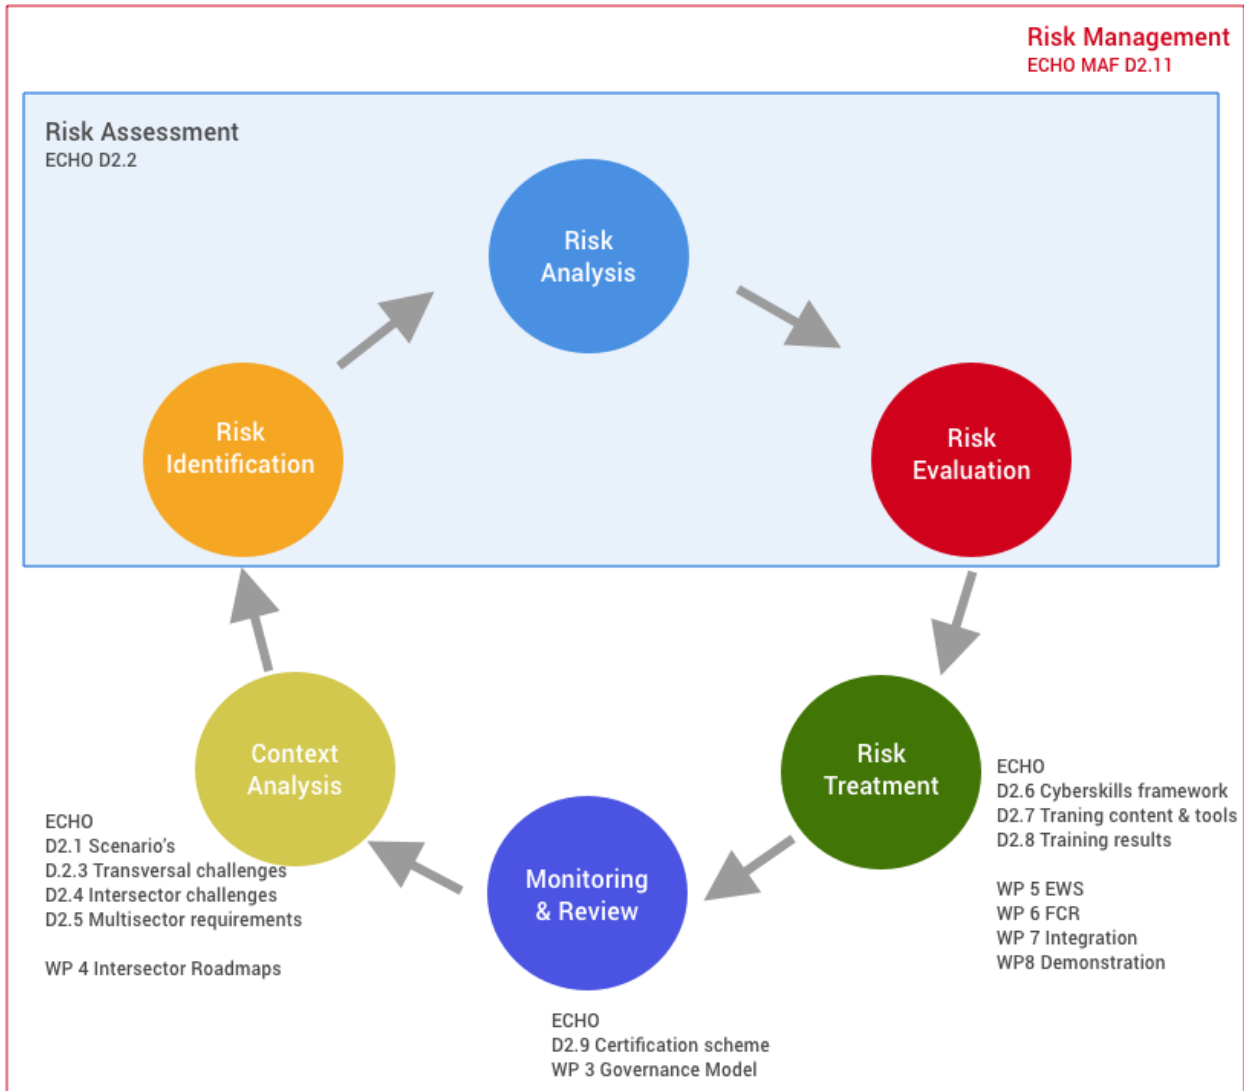 Risk Management
ECHO MAF D2.11
Risk Assessment
ECHO D2.2
Risk
Analysis
Risk
Identification
Risk
Evaluation
Context
Analysis
Risk
Treatment
Monitoring
& Review
ECHO
D2.1 Scenario's
D.2.3 Transversal challenges
D2.4 Intersector challenges
D2.5 Multisector requirements
WP 4 Intersector Roadmaps
ECHO
D2.6 Cyberskills framework
D2.7 Traning content & tools
D2.8 Training results
WP 5 EWS
WP 6 FCR
WP 7 Integration
WP8 Demonstration
ECHO
D2.9 Certification scheme
WP 3 Governance Model